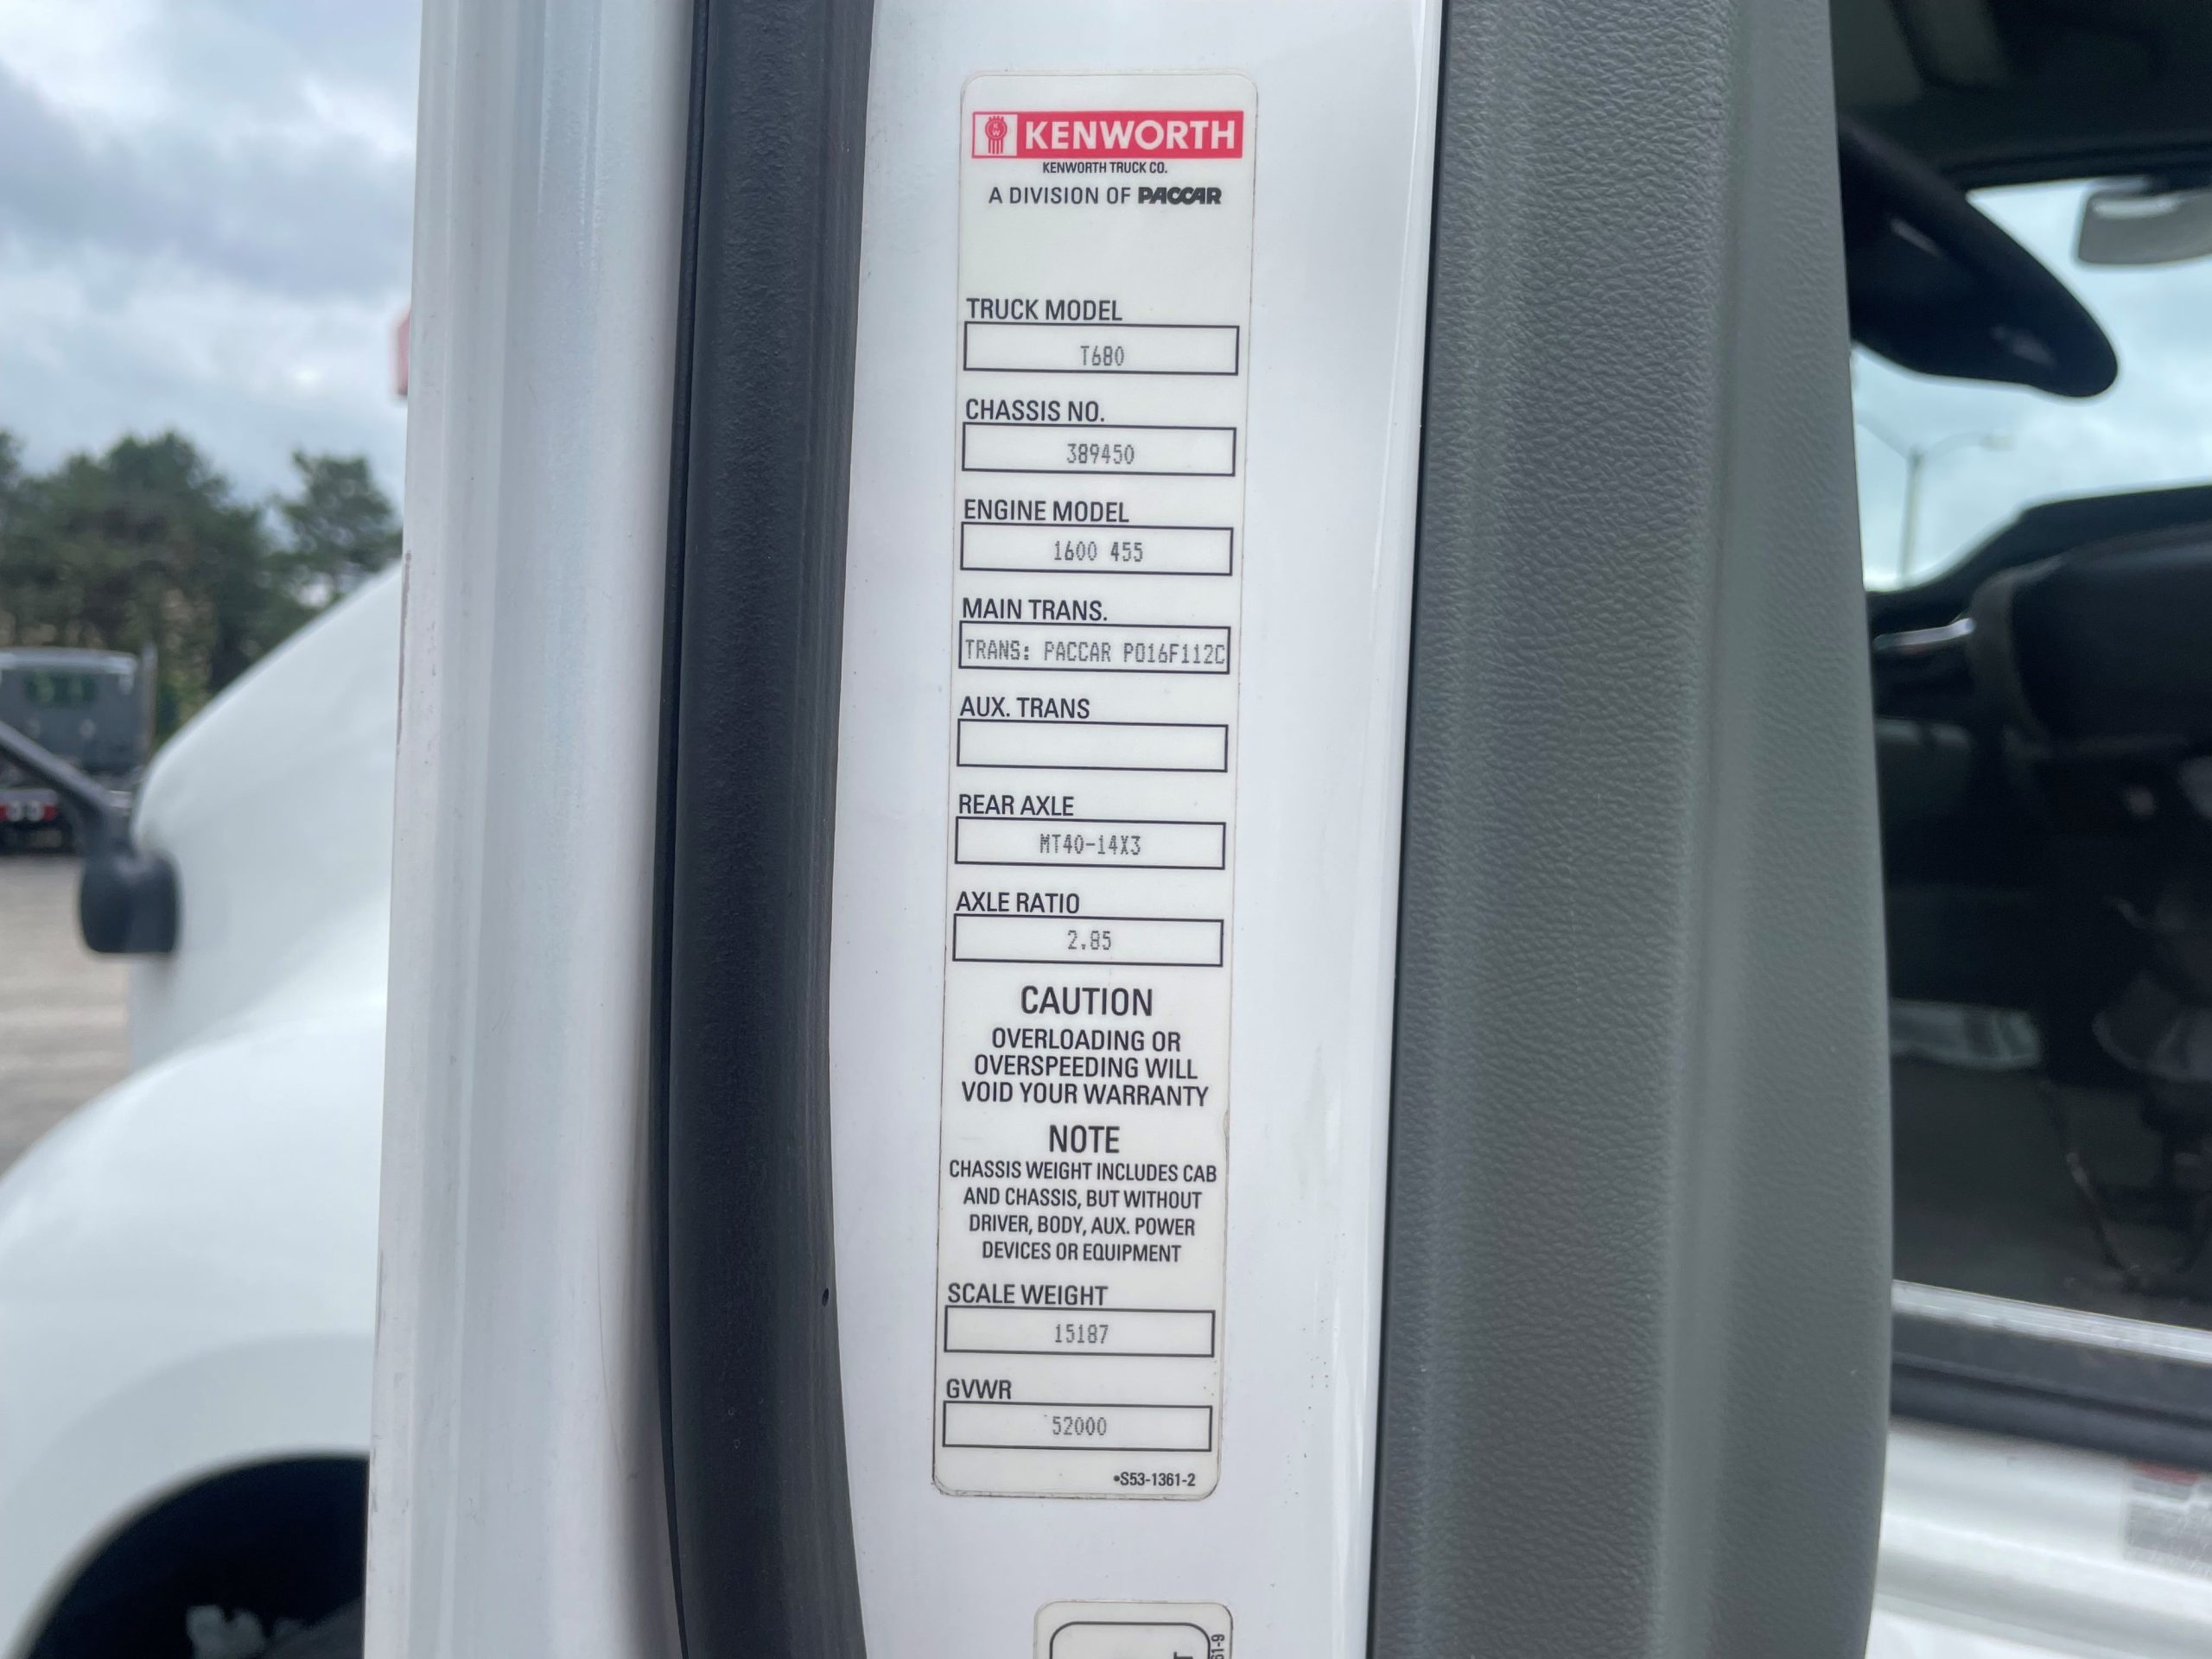 KENWORTH
KENWORTH TRUCK CO.
A DIVISION OF PACCAR
TRUCK MODEL
T680
CHASSIS NO.
389450
ENGINE MODEL
1600 455
MAIN TRANS.
TRANS: PACCAR PO16F112C
AUX. TRANS
REAR AXLE
MT40-14X3
AXLE RATIO
2.85
CAUTION
OVERLOADING OR
OVERSPEEDING WILL
VOID YOUR WARRANTY
NOTE
CHASSIS WEIGHT INCLUDES CAB
AND CHASSIS, BUT WITHOUT
DRIVER, BODY, AUX. POWER
DEVICES OR EQUIPMENT
SCALE WEIGHT
15187
GVWR
52000
•S53-1361-2